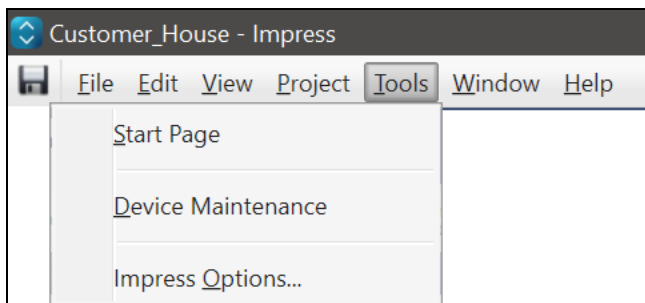 Customer_House - Impress
File Edit View Project Tools Window Help
Start Page
Device Maintenance
Impress Options...